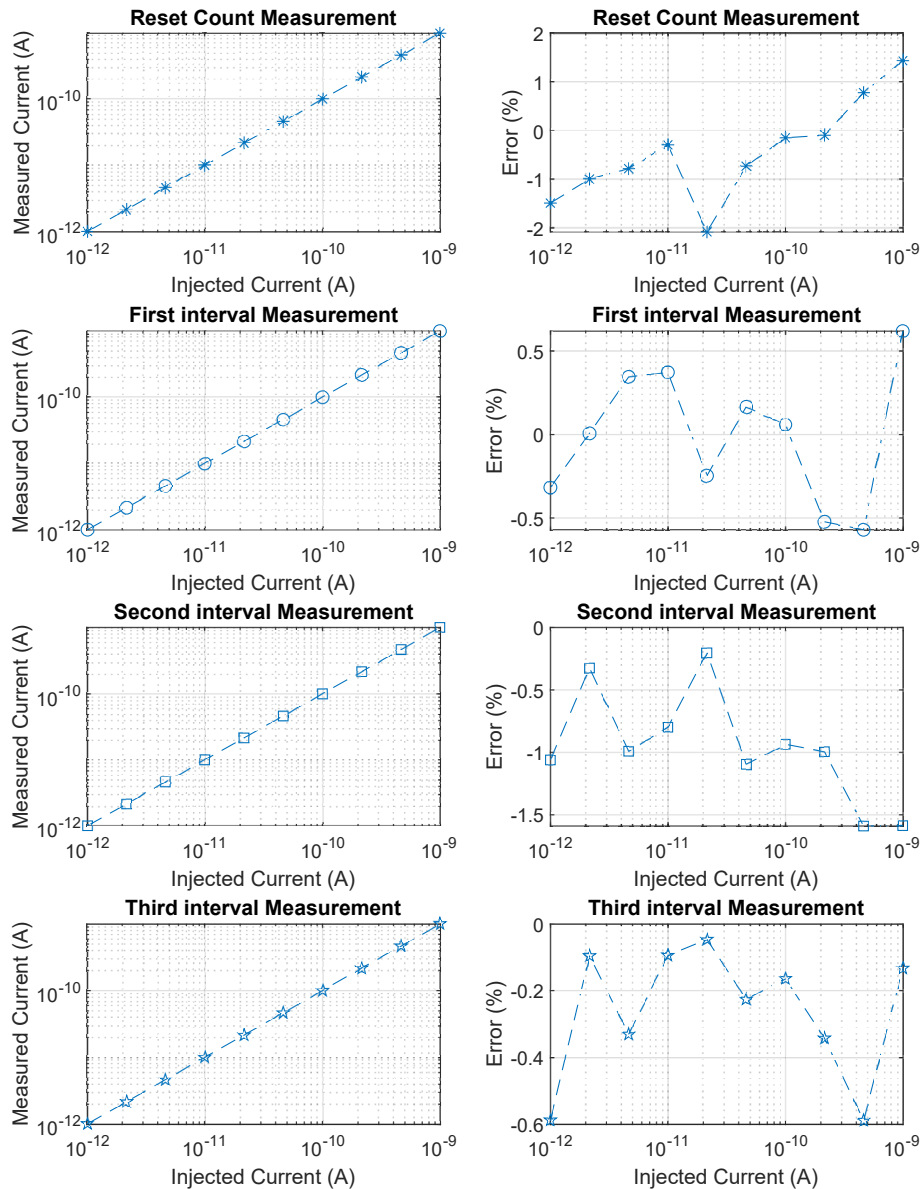 Reset Count Measurement
Measured Current (A)
10⁻¹⁰
10⁻¹²
10⁻¹² 10⁻¹¹ 10⁻¹⁰ 10⁻⁹
Injected Current (A)
Reset Count Measurement
Error (%)
2
1
0
-1
-2
10⁻¹² 10⁻¹¹ 10⁻¹⁰ 10⁻⁹
Injected Current (A)
First interval Measurement
Measured Current (A)
10⁻¹⁰
10⁻¹²
10⁻¹² 10⁻¹¹ 10⁻¹⁰ 10⁻⁹
Injected Current (A)
First interval Measurement
Error (%)
0.5
0
-0.5
10⁻¹² 10⁻¹¹ 10⁻¹⁰ 10⁻⁹
Injected Current (A)
Second interval Measurement
Measured Current (A)
10⁻¹⁰
10⁻¹²
10⁻¹² 10⁻¹¹ 10⁻¹⁰ 10⁻⁹
Injected Current (A)
Second interval Measurement
Error (%)
0
-0.5
-1.0
-1.5
10⁻¹² 10⁻¹¹ 10⁻¹⁰ 10⁻⁹
Injected Current (A)
Third interval Measurement
Measured Current (A)
10⁻¹⁰
10⁻¹²
10⁻¹² 10⁻¹¹ 10⁻¹⁰ 10⁻⁹
Injected Current (A)
Third interval Measurement
Error (%)
0
-0.2
-0.4
-0.6
10⁻¹² 10⁻¹¹ 10⁻¹⁰ 10⁻⁹
Injected Current (A)